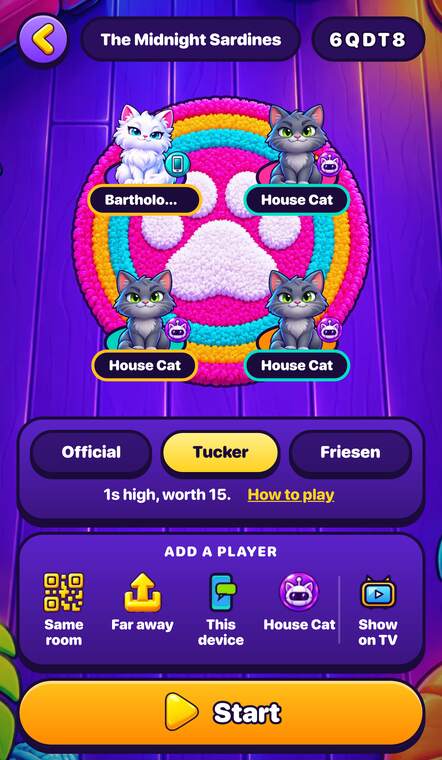 The Midnight Sardines
6QDT8
Bartholo...
House Cat
House Cat
House Cat
Official
Tucker
Friesen
1s high, worth 15.
How to play
ADD A PLAYER
Same
room
Far away
This
device
House Cat
Show
on TV
Start